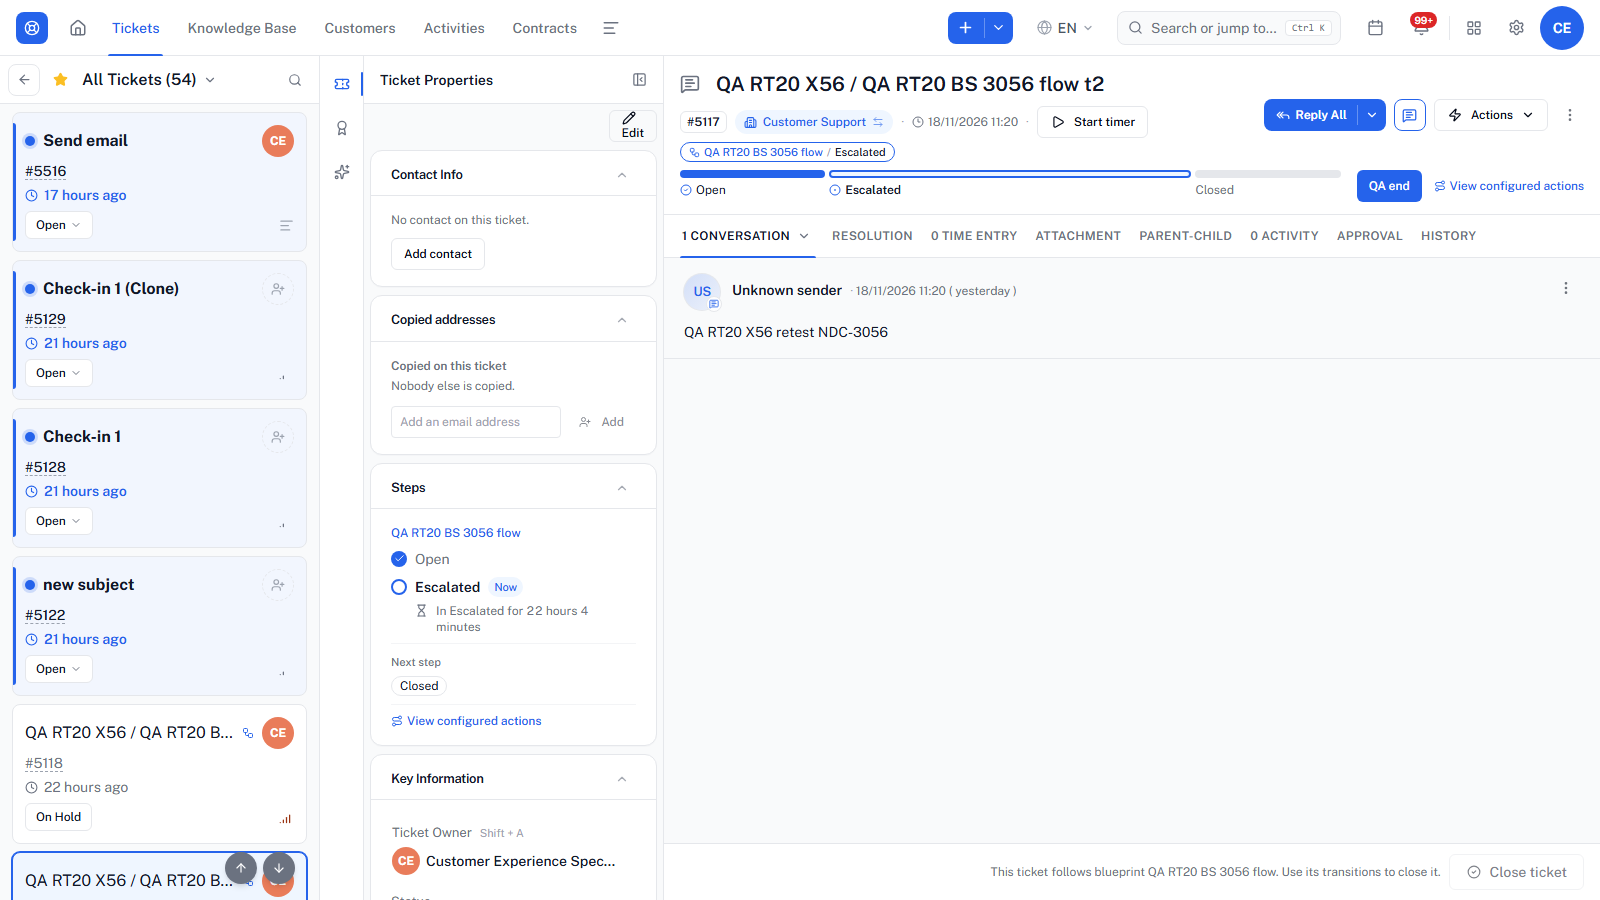 Tickets
Knowledge Base
Customers
Activities
Contracts
EN
Search or jump to...
Ctrl K
99+
CE
All Tickets (54)
Send email
CE
#5516
17 hours ago
Open
Check-in 1 (Clone)
#5129
21 hours ago
Open
Check-in 1
#5128
21 hours ago
Open
new subject
#5122
21 hours ago
Open
QA RT20 X56 / QA RT20 B...
CE
#5118
22 hours ago
On Hold
QA RT20 X56 / QA RT20 B...
Ticket Properties
Edit
Contact Info
No contact on this ticket.
Add contact
Copied addresses
Copied on this ticket
Nobody else is copied.
Add an email address
Add
Steps
QA RT20 BS 3056 flow
Open
Escalated
Now
In Escalated for 22 hours 4
minutes
Next step
Closed
View configured actions
Key Information
Ticket Owner
Shift + A
CE
Customer Experience Spec...
QA RT20 X56 / QA RT20 BS 3056 flow t2
#5117
Customer Support
· 18/11/2026 11:20 ·
Start timer
Reply All
Actions
QA RT20 BS 3056 flow / Escalated
Open
Escalated
Closed
QA end
View configured actions
1 CONVERSATION
RESOLUTION
0 TIME ENTRY
ATTACHMENT
PARENT-CHILD
0 ACTIVITY
APPROVAL
HISTORY
US
Unknown sender
· 18/11/2026 11:20 ( yesterday )
QA RT20 X56 retest NDC-3056
This ticket follows blueprint QA RT20 BS 3056 flow. Use its transitions to close it.
Close ticket